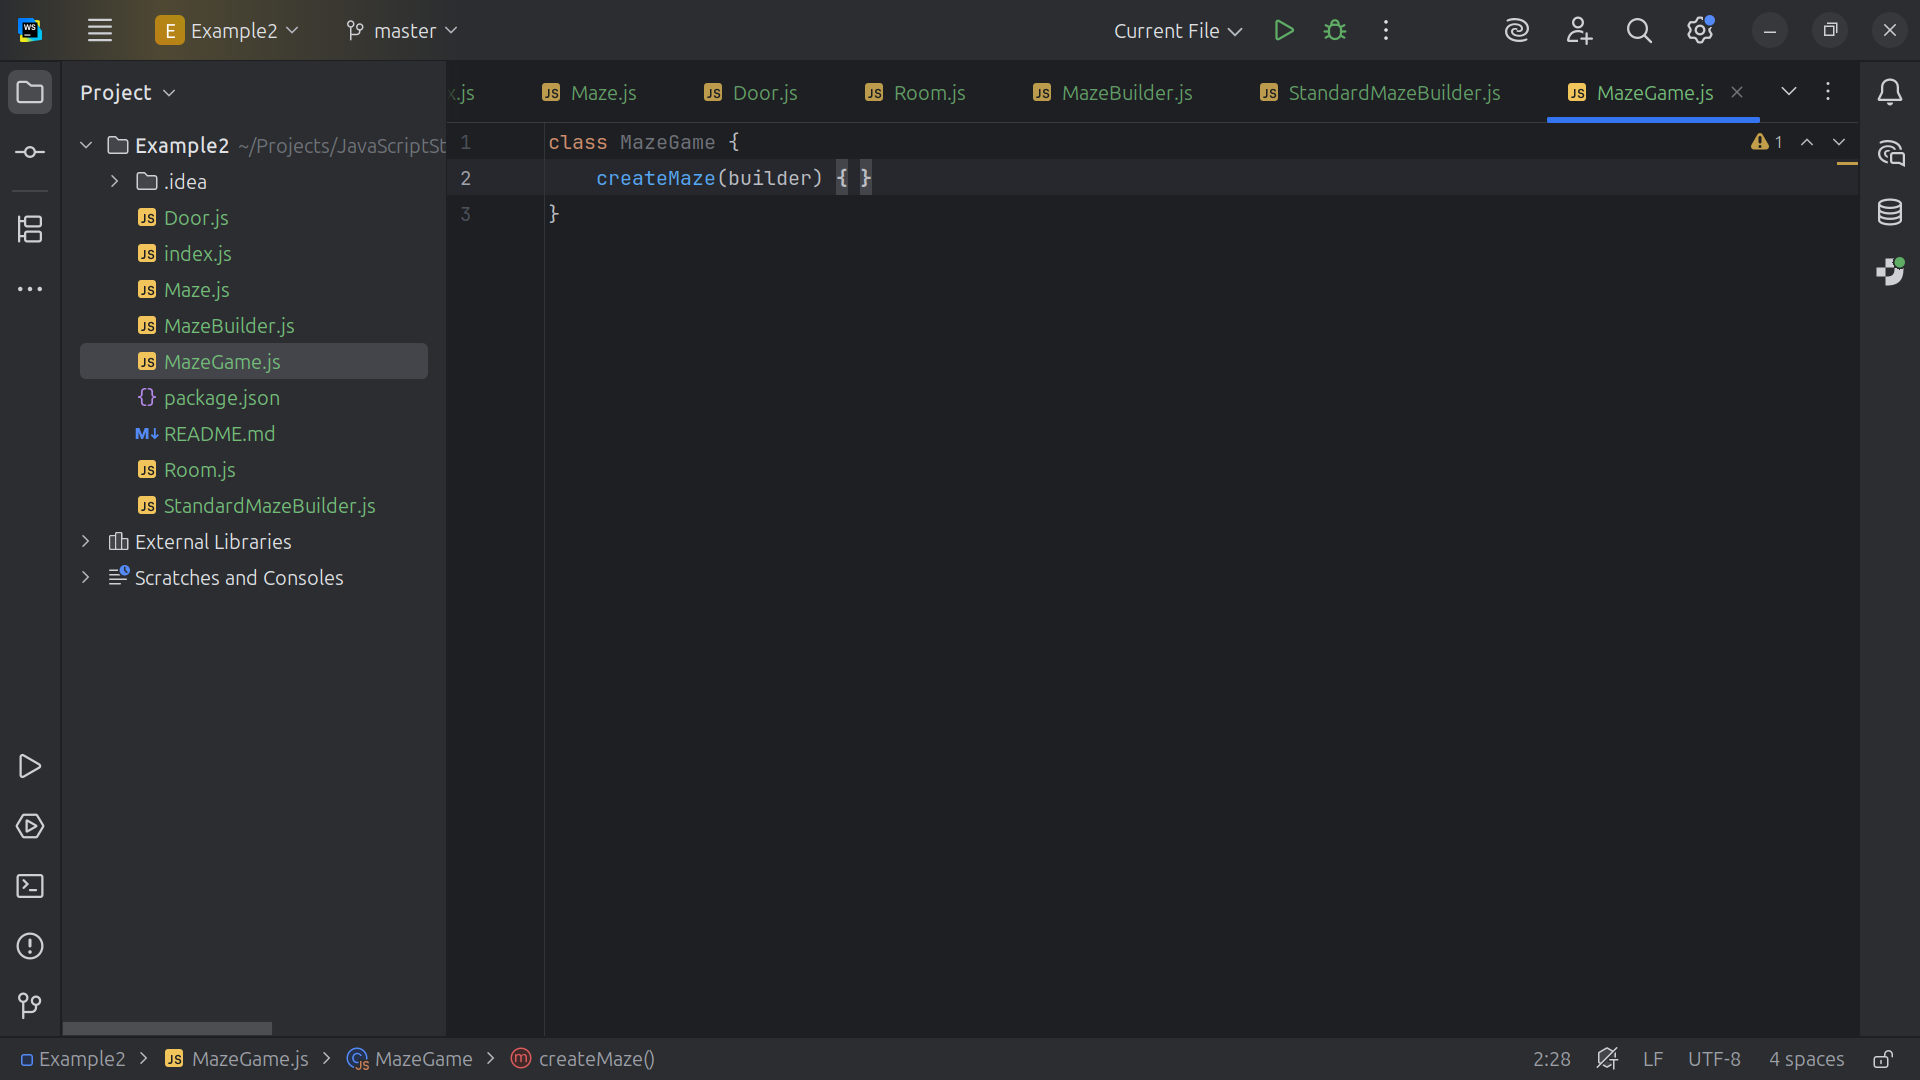 Example2
master
Current File
Project
x.js
Maze.js
Door.js
Room.js
MazeBuilder.js
StandardMazeBuilder.js
MazeGame.js
Example2 ~/Projects/JavaScriptSt
.idea
Door.js
index.js
Maze.js
MazeBuilder.js
MazeGame.js
package.json
README.md
Room.js
StandardMazeBuilder.js
External Libraries
Scratches and Consoles
1 class MazeGame {
2 createMaze(builder) { }
3 }
1
Example2 > MazeGame.js > MazeGame > createMaze()
2:28 LF UTF-8 4 spaces